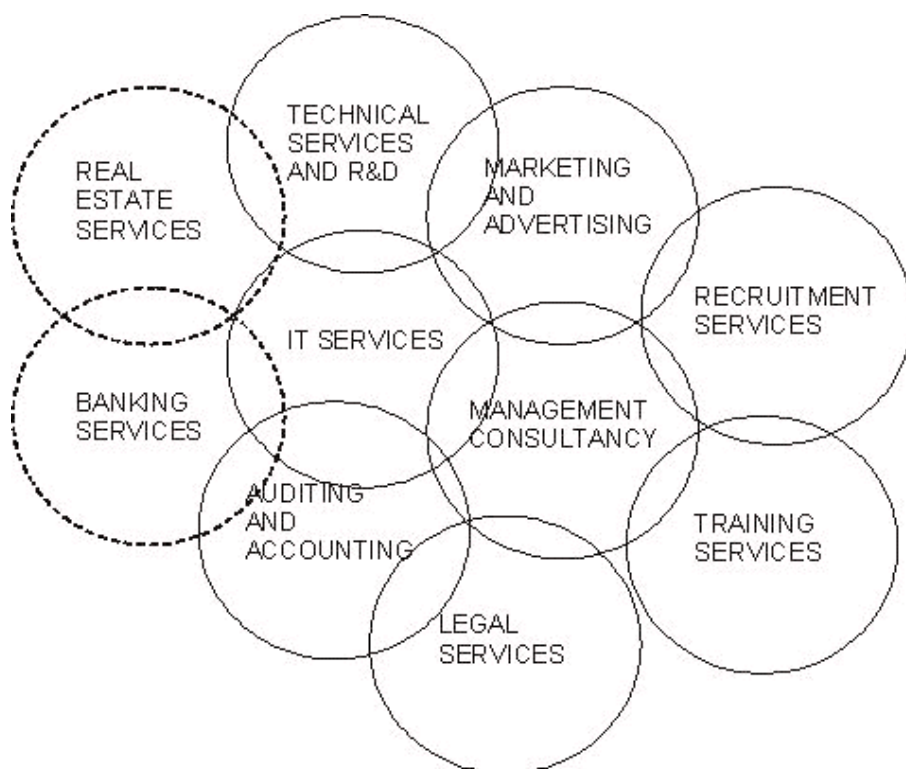 TECHNICAL
SERVICES
AND R&D
REAL
ESTATE
SERVICES
MARKETING
AND
ADVERTISING
RECRUITMENT
SERVICES
IT SERVICES
BANKING
SERVICES
MANAGEMENT
CONSULTANCY
AUDITING
AND
ACCOUNTING
TRAINING
SERVICES
LEGAL
SERVICES